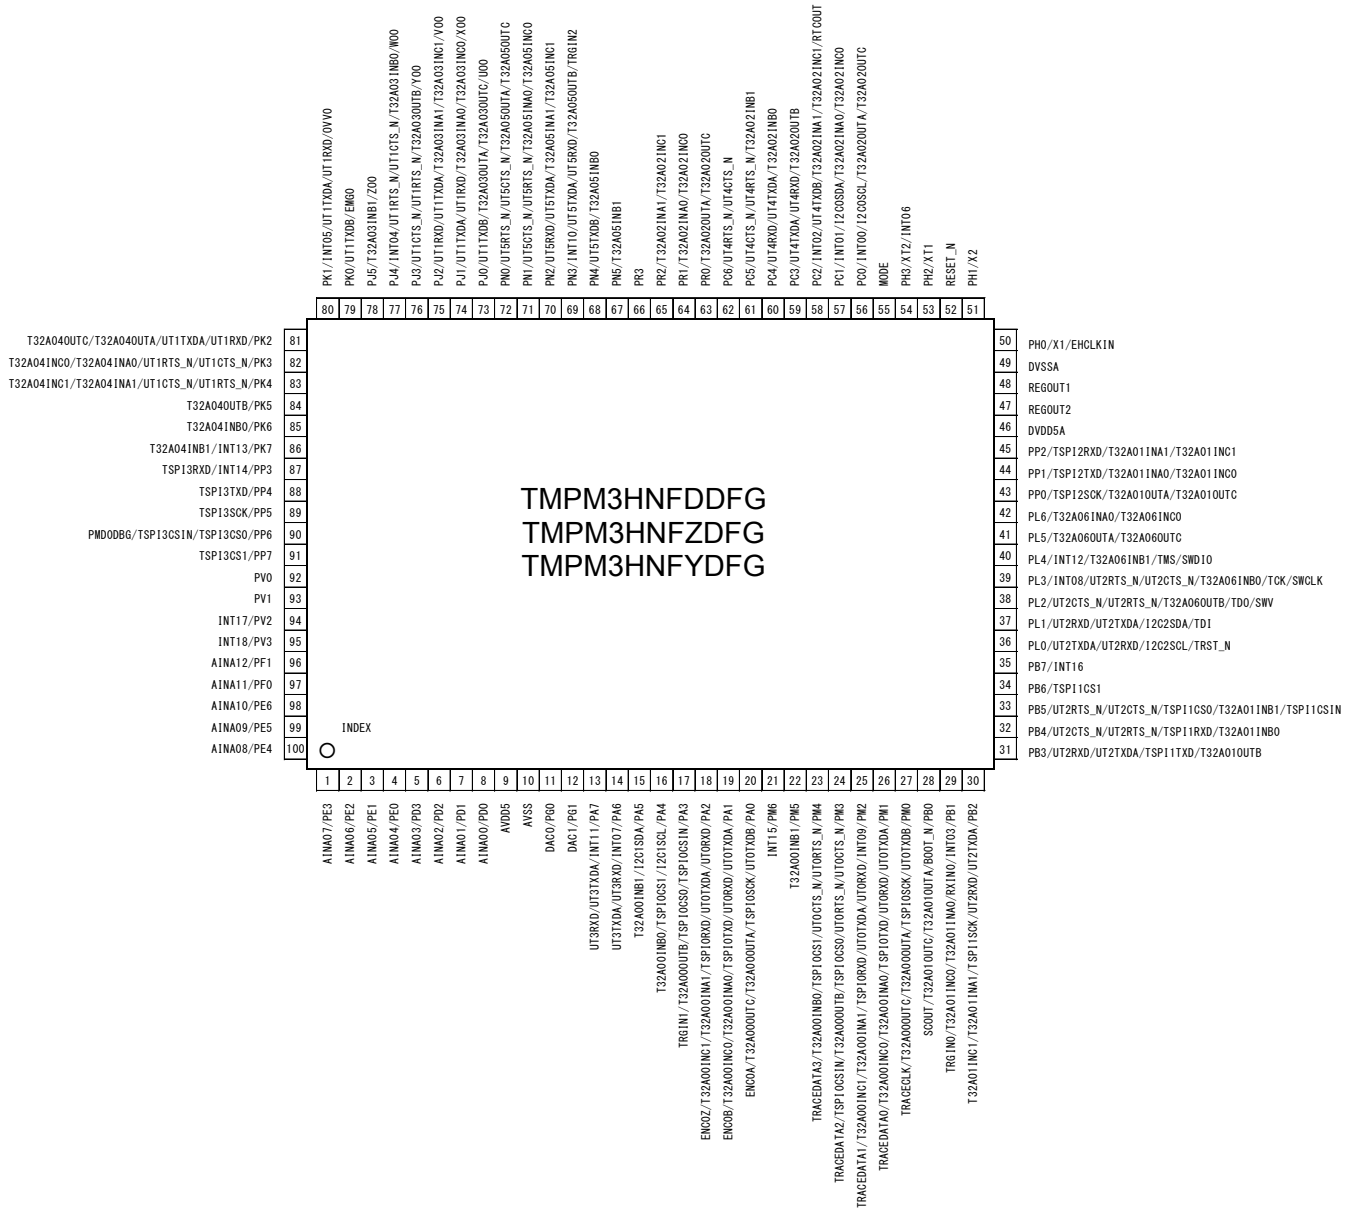 PK1/INT05/UT1TXDA/UT1RXD/OVV0
PK0/UT1TXDB/EMG0
PJ5/T32A03INB1/ZO0
PJ4/INT04/UT1RTS_N/UT1CTS_N/T32A03INB0/WO0
PJ3/UT1CTS_N/UT1RTS_N/T32A03OUTB/YO0
PJ2/UT1RXD/UT1TXDA/T32A03INA1/T32A03INC1/VO0
PJ1/UT1TXDA/UT1RXD/T32A03INA0/T32A03INC0/XO0
PJ0/UT1TXDB/T32A03OUTA/T32A03OUTC/UO0
PN0/UT5RTS_N/UT5CTS_N/T32A05OUTA/T32A05OUTC
PN1/UT5CTS_N/UT5RTS_N/T32A05INA0/T32A05INC0
PN2/UT5RXD/UT5TXDA/T32A05INA1/T32A05INC1
PN3/INT10/UT5TXDA/UT5RXD/T32A05OUTB/TRGIN2
PN4/UT5TXDB/T32A05INB0
PN5/T32A05INB1
PR3
PR2/T32A02INA1/T32A02INC1
PR1/T32A02INA0/T32A02INC0
PR0/T32A02OUTA/T32A02OUTC
PC6/UT4RTS_N/UT4CTS_N
PC5/UT4CTS_N/UT4RTS_N/T32A02INB1
PC4/UT4RXD/UT4TXDA/T32A02INB0
PC3/UT4TXDA/UT4RXD/T32A02OUTB
PC2/INT02/UT4TXDB/T32A02INA1/T32A02INC1/RTCOUT
PC1/INT01/I2C0SDA/T32A02INA0/T32A02INC0
PC0/INT00/I2C0SCL/T32A02OUTA/T32A02OUTC
MODE
PH3/XT2/INT06
PH2/XT1
RESET_N
PH1/X2
80 79 78 77 76 75 74 73 72 71 70 69 68 67 66 65 64 63 62 61 60 59 58 57 56 55 54 53 52 51
T32A04OUTC/T32A04OUTA/UT1TXDA/UT1RXD/PK2 81
T32A04INC0/T32A04INA0/UT1RTS_N/UT1CTS_N/PK3 82
T32A04INC1/T32A04INA1/UT1CTS_N/UT1RTS_N/PK4 83
T32A04OUTB/PK5 84
T32A04INB0/PK6 85
T32A04INB1/INT13/PK7 86
TSPI3RXD/INT14/PP3 87
TSPI3TXD/PP4 88
TSPI3SCK/PP5 89
PMD0DBG/TSPI3CSIN/TSPI3CS0/PP6 90
TSPI3CS1/PP7 91
PV0 92
PV1 93
INT17/PV2 94
INT18/PV3 95
AINA12/PF1 96
AINA11/PF0 97
AINA10/PE6 98
AINA09/PE5 99
AINA08/PE4 100
TMPM3HNFDDFG
TMPM3HNFZDFG
TMPM3HNFYDFG
INDEX
50 PH0/X1/EHCLKIN
49 DVSSA
48 REGOUT1
47 REGOUT2
46 DVDD5A
45 PP2/TSPI2RXD/T32A01INA1/T32A01INC1
44 PP1/TSPI2TXD/T32A01INA0/T32A01INC0
43 PP0/TSPI2SCK/T32A01OUTA/T32A01OUTC
42 PL6/T32A06INA0/T32A06INC0
41 PL5/T32A06OUTA/T32A06OUTC
40 PL4/INT12/T32A06INB1/TMS/SWDIO
39 PL3/INT08/UT2RTS_N/UT2CTS_N/T32A06INB0/TCK/SWCLK
38 PL2/UT2CTS_N/UT2RTS_N/T32A06OUTB/TDO/SWV
37 PL1/UT2RXD/UT2TXDA/I2C2SDA/TDI
36 PL0/UT2TXDA/UT2RXD/I2C2SCL/TRST_N
35 PB7/INT16
34 PB6/TSPI1CS1
33 PB5/UT2RTS_N/UT2CTS_N/TSPI1CS0/T32A01INB1/TSPI1CSIN
32 PB4/UT2CTS_N/UT2RTS_N/TSPI1RXD/T32A01INB0
31 PB3/UT2RXD/UT2TXDA/TSPI1TXD/T32A01OUTB
1 2 3 4 5 6 7 8 9 10 11 12 13 14 15 16 17 18 19 20 21 22 23 24 25 26 27 28 29 30
AINA07/PE3
AINA06/PE2
AINA05/PE1
AINA04/PE0
AINA03/PD3
AINA02/PD2
AINA01/PD1
AINA00/PD0
AVDD5
AVSS
DAC0/PG0
DAC1/PG1
UT3RXD/UT3TXDA/INT11/PA7
UT3TXDA/UT3RXD/INT07/PA6
T32A00INB1/I2C1SDA/PA5
T32A00INB0/TSPI0CS1/I2C1SCL/PA4
TRGIN1/T32A00OUTB/TSPI0CS0/TSPI0CSIN/PA3
ENC0Z/T32A00INC1/T32A00INA1/TSPI0RXD/UT0TXDA/UT0RXD/PA2
ENC0B/T32A00INC0/T32A00INA0/TSPI0TXD/UT0RXD/UT0TXDA/PA1
ENC0A/T32A00OUTC/T32A00OUTA/TSPI0SCK/UT0TXDB/PA0
INT15/PM6
T32A00INB1/PM5
TRACEDATA3/T32A00INB0/TSPI0CS1/UT0CTS_N/UT0RTS_N/PM4
TRACEDATA2/TSPI0CSIN/T32A00OUTB/TSPI0CS0/UT0RTS_N/UT0CTS_N/PM3
TRACEDATA1/T32A00INC1/T32A00INA1/TSPI0RXD/UT0TXDA/UT0RXD/INT09/PM2
TRACEDATA0/T32A00INC0/T32A00INA0/TSPI0TXD/UT0RXD/UT0TXDA/PM1
TRACECLK/T32A00OUTC/T32A00OUTA/TSPI0SCK/UT0TXDB/PM0
SCOUT/T32A01OUTC/T32A01OUTA/BOOT_N/PB0
TRGIN0/T32A01INC0/T32A01INA0/RXIN0/INT03/PB1
T32A01INC1/T32A01INA1/TSPI1SCK/UT2RXD/UT2TXDA/PB2